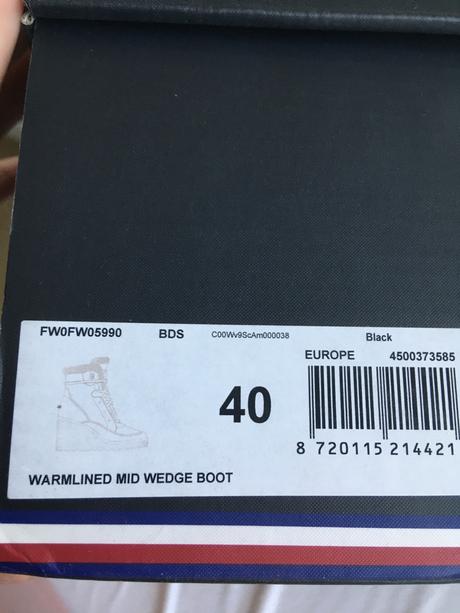 FW0FW05990 BDS C00Wv9ScAm000038 Black
EUROPE 4500373585
40
8 720115 214421
WARMLINED MID WEDGE BOOT